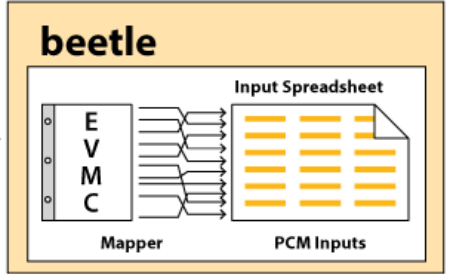 beetle
Input Spreadsheet
E
V
M
C
Mapper
PCM Inputs